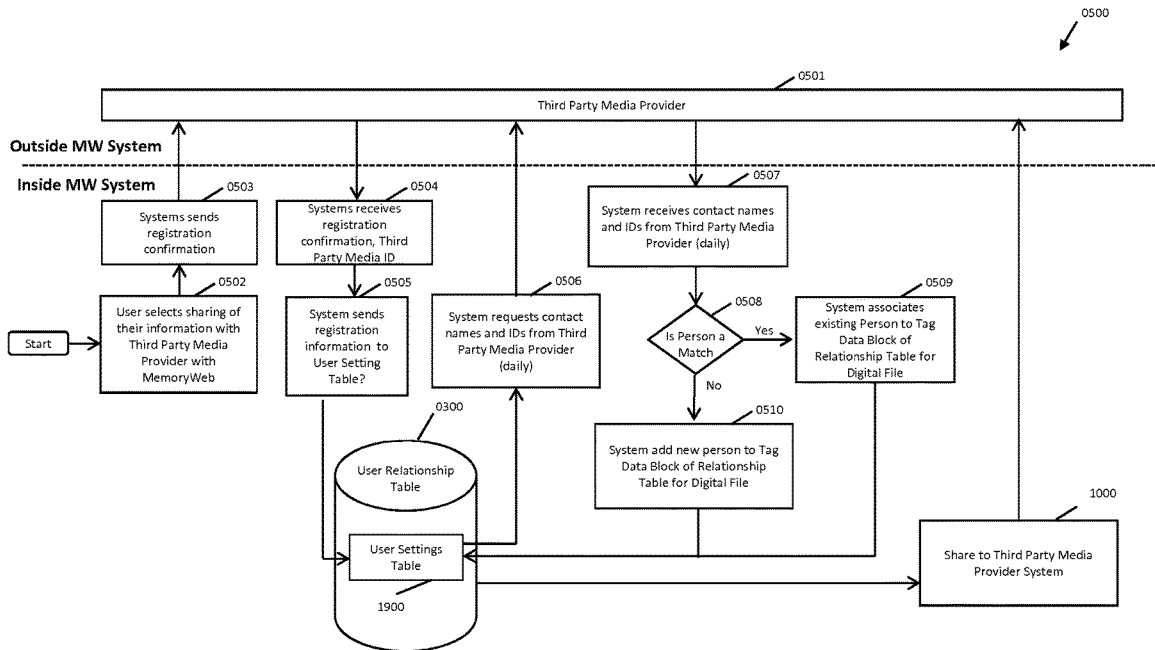 0500
0501
Third Party Media Provider
Outside MW System
Inside MW System
0503
Systems sends
registration
confirmation
0504
Systems receives
registration
confirmation, Third
Party Media ID
0507
System receives contact names
and IDs from Third Party Media
Provider (daily)
Start
0502
User selects sharing of
their information with
Third Party Media
Provider with
MemoryWeb
0505
System sends
registration
information to
User Setting
Table?
0506
System requests contact
names and IDs from Third
Party Media Provider
(daily)
0508
Is Person a
Match
Yes
No
0509
System associates
existing Person to Tag
Data Block of
Relationship Table for
Digital File
0510
System add new person to Tag
Data Block of Relationship
Table for Digital File
0300
User Relationship
Table
User Settings
Table
1900
1000
Share to Third Party Media
Provider System